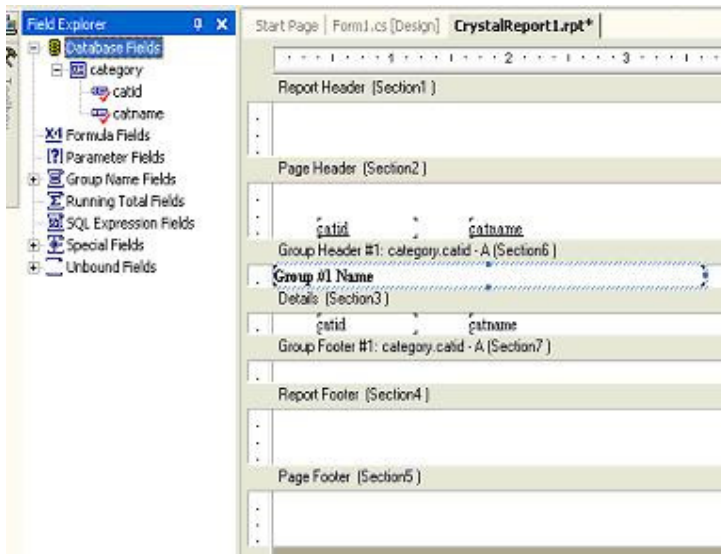 Field Explorer
Database Fields
category
catid
catname
Formula Fields
Parameter Fields
Group Name Fields
Running Total Fields
SQL Expression Fields
Special Fields
Unbound Fields
Start Page | Form1.cs [Design] CrystalReport1.rpt*
1 2 3
Report Header (Section1 )
Page Header (Section2 )
catid catname
Group Header #1: category.catid - A (Section6 )
Group #1 Name
Details (Section3 )
catid catname
Group Footer #1: category.catid - A (Section7 )
Report Footer (Section4 )
Page Footer (Section5 )